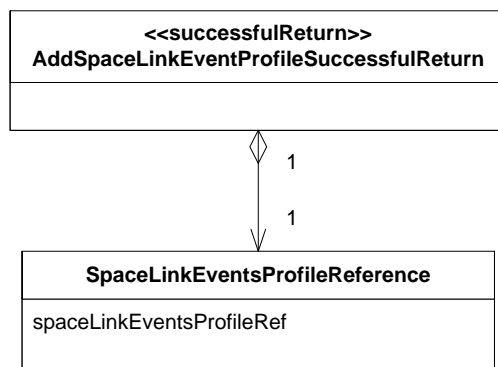 <<successfulReturn>>
AddSpaceLinkEventProfileSuccessfulReturn
1
1
SpaceLinkEventsProfileReference
spaceLinkEventsProfileRef